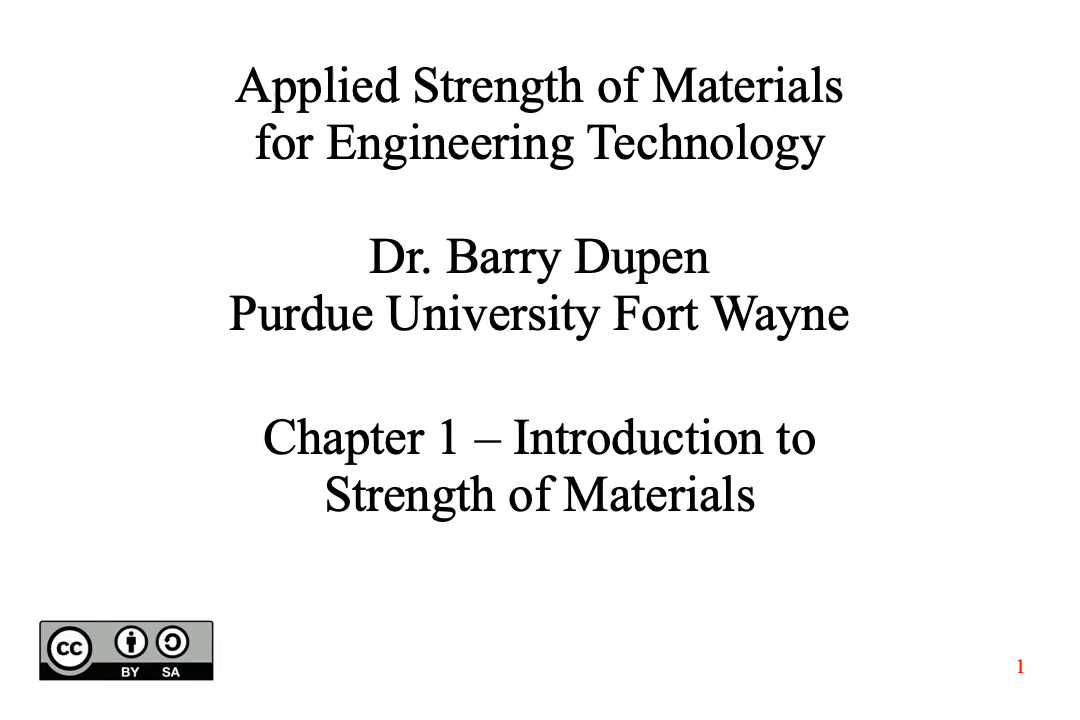 Applied Strength of Materials
for Engineering Technology
Dr. Barry Dupen
Purdue University Fort Wayne
Chapter 1 – Introduction to
Strength of Materials
cc
BY SA
1